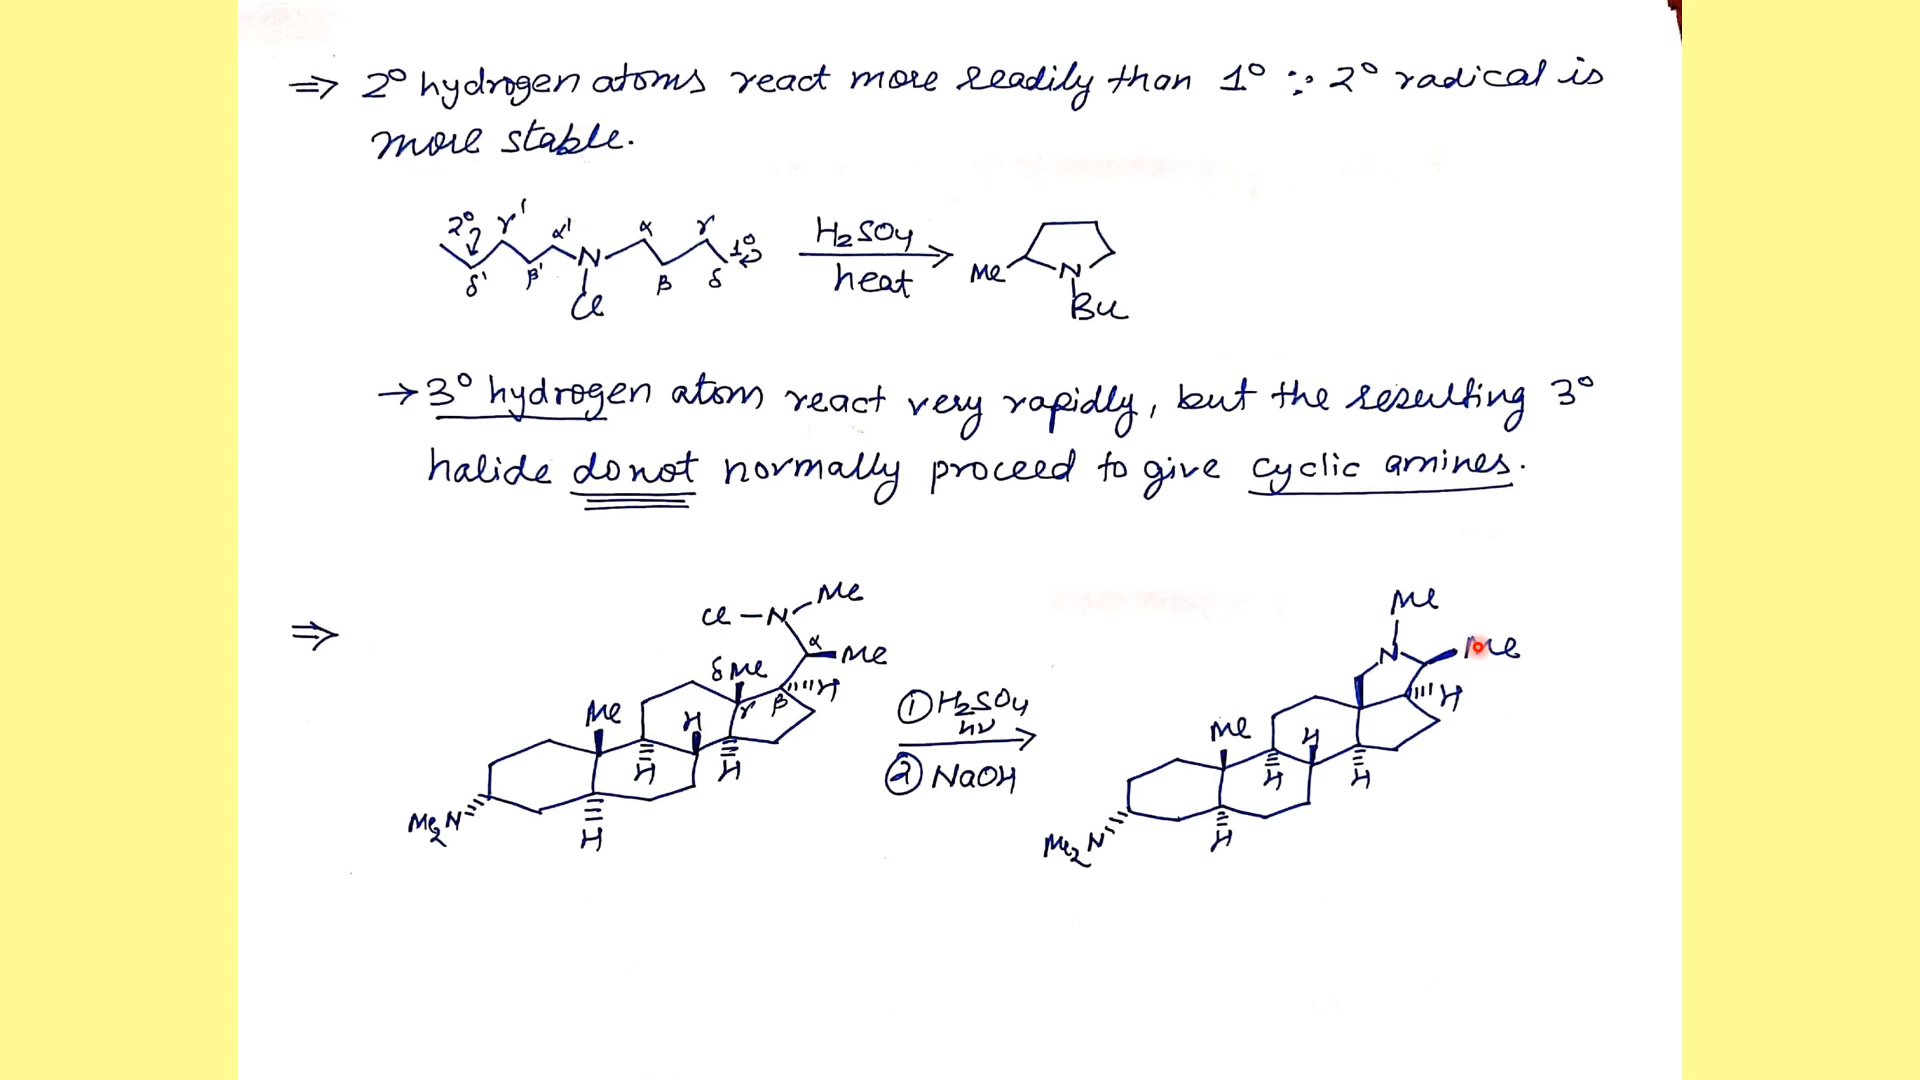 ⇒ 2° hydrogen atoms react more readily than 1° ∵ 2° radical is
more stable.
2° γ' α' N α γ 1°
δ' β' Cl β δ
H2SO4
heat
Me N
Bu
→ 3° hydrogen atom react very rapidly, but the resulting 3°
halide do not normally proceed to give cyclic amines.
⇒
Cl - N - Me
α Me
δ Me H
Me H γ β
H H
Me2N
H
① H2SO4
hν
② NaOH
Me
N Me
H
Me H
H H
Me2N
H